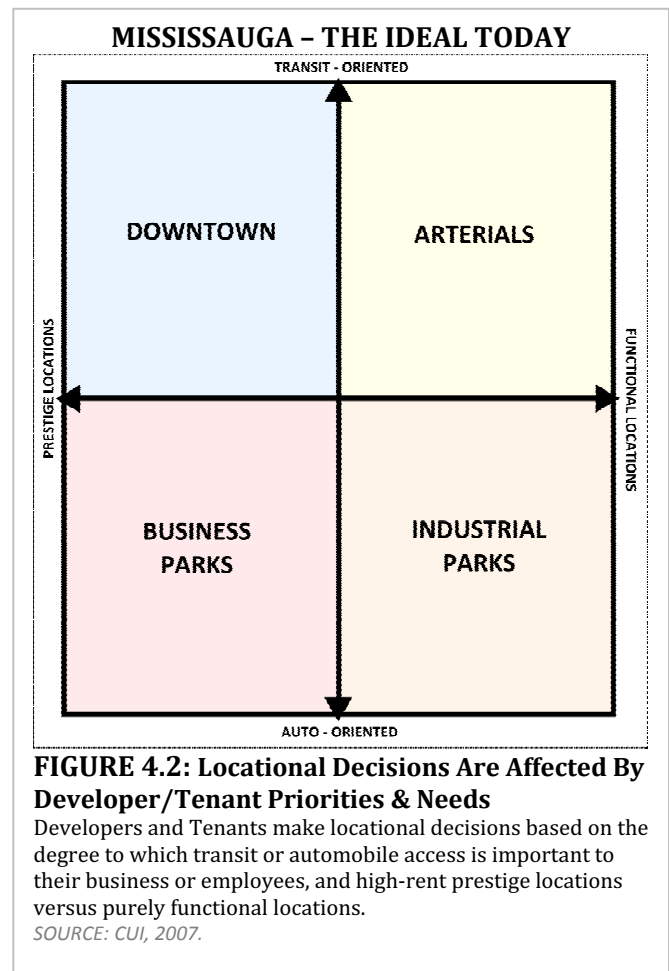 MISSISSAUGA – THE IDEAL TODAY
TRANSIT - ORIENTED
DOWNTOWN
ARTERIALS
PRESTIGE LOCATIONS
FUNCTIONAL LOCATIONS
BUSINESS
PARKS
INDUSTRIAL
PARKS
AUTO - ORIENTED
FIGURE 4.2: Locational Decisions Are Affected By
Developer/Tenant Priorities & Needs
Developers and Tenants make locational decisions based on the
degree to which transit or automobile access is important to
their business or employees, and high-rent prestige locations
versus purely functional locations.
SOURCE: CUI, 2007.